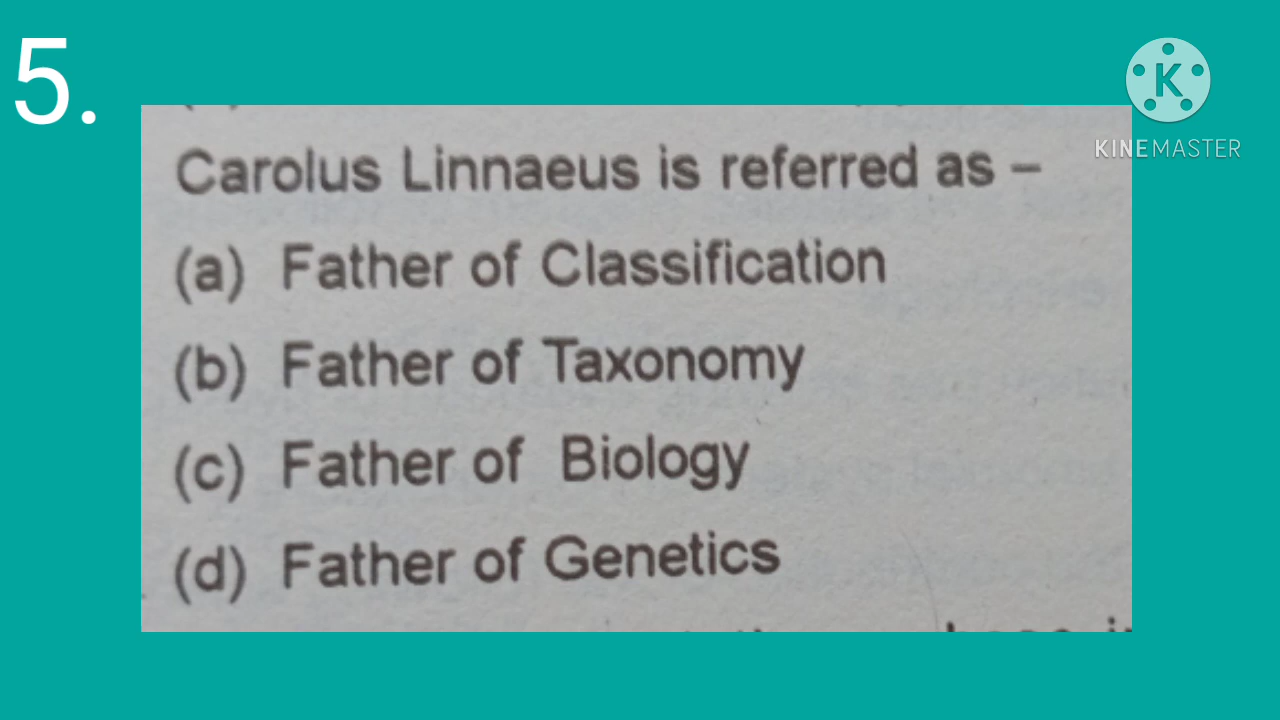 5.
KINEMASTER
Carolus Linnaeus is referred as –
(a) Father of Classification
(b) Father of Taxonomy
(c) Father of Biology
(d) Father of Genetics